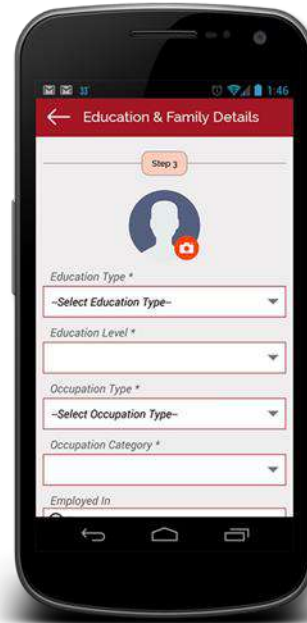 33°
1:46
Education & Family Details
Step 3
Education Type *
--Select Education Type--
Education Level *
Occupation Type *
--Select Occupation Type--
Occupation Category *
Employed In